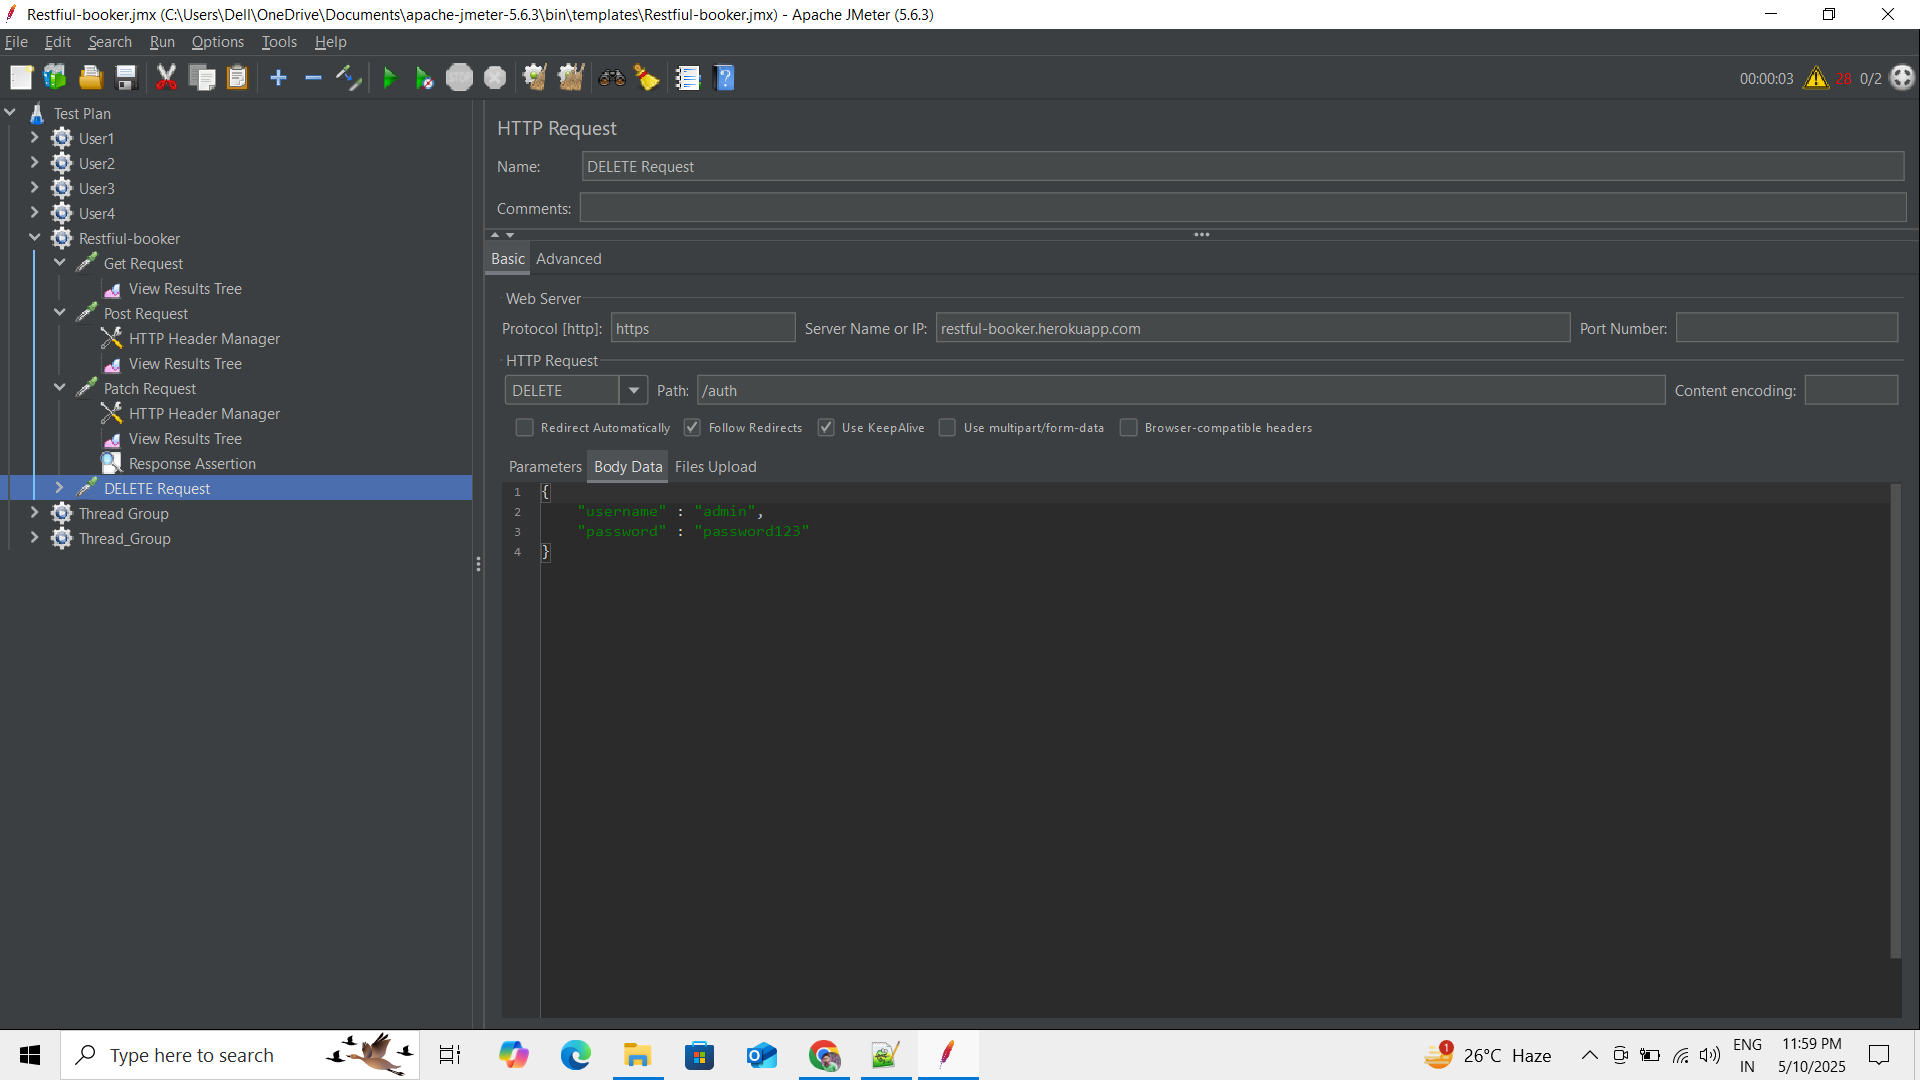 Restfiul-booker.jmx (C:\Users\Dell\OneDrive\Documents\apache-jmeter-5.6.3\bin\templates\Restfiul-booker.jmx) - Apache JMeter (5.6.3)
File Edit Search Run Options Tools Help
00:00:03 28 0/2
Test Plan
User1
User2
User3
User4
Restfiul-booker
Get Request
View Results Tree
Post Request
HTTP Header Manager
View Results Tree
Patch Request
HTTP Header Manager
View Results Tree
Response Assertion
DELETE Request
Thread Group
Thread_Group
HTTP Request
Name: DELETE Request
Comments:
Basic Advanced
Web Server
Protocol [http]: https Server Name or IP: restful-booker.herokuapp.com Port Number:
HTTP Request
DELETE Path: /auth Content encoding:
Redirect Automatically Follow Redirects Use KeepAlive Use multipart/form-data Browser-compatible headers
Parameters Body Data Files Upload
1 {
2 "username" : "admin",
3 "password" : "password123"
4 }
Type here to search
1 26°C Haze
ENG
IN
11:59 PM
5/10/2025